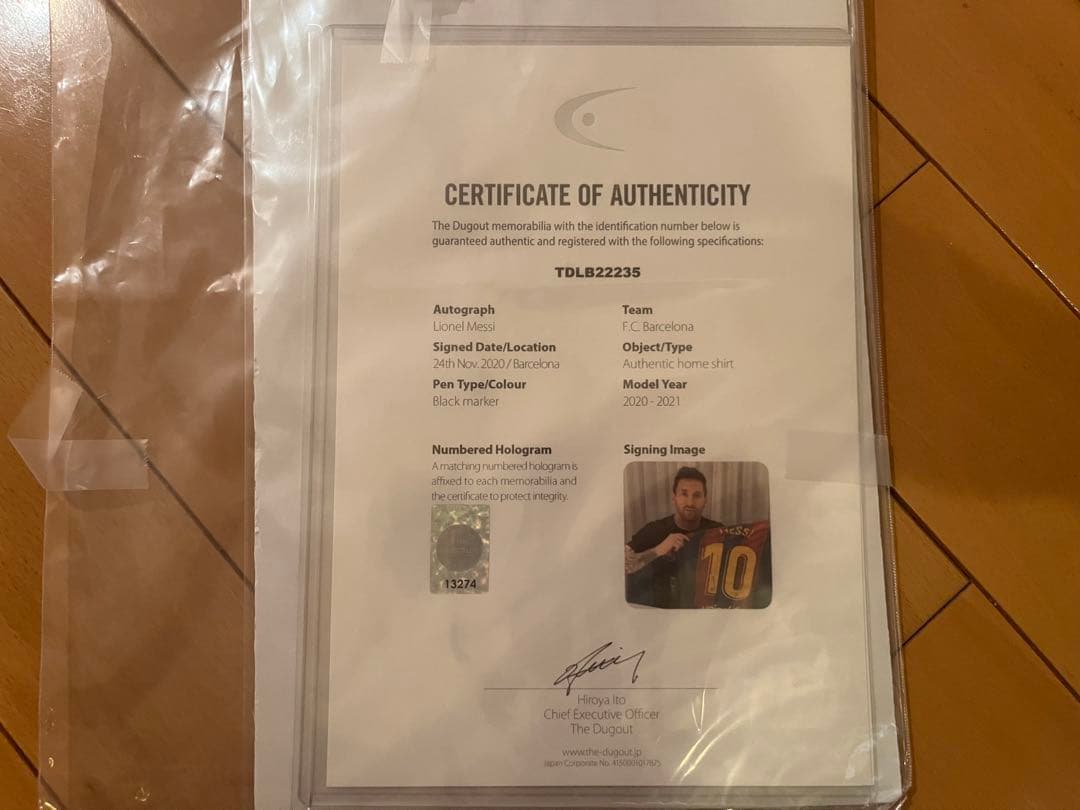 CERTIFICATE OF AUTHENTICITY
The Dugout memorabilia with the identification number below is
guaranteed authentic and registered with the following specifications:
TDLB22235
Autograph
Lionel Messi
Team
F.C. Barcelona
Signed Date/Location
24th Nov. 2020 / Barcelona
Object/Type
Authentic home shirt
Pen Type/Colour
Black marker
Model Year
2020 - 2021
Numbered Hologram
A matching numbered hologram is
affixed to each memorabilia and
the certificate to protect integrity.
13274
Signing Image
MESSI
10
Hiroya Ito
Chief Executive Officer
The Dugout
www.the-dugout.jp
Japan Corporate No. 4150001017875